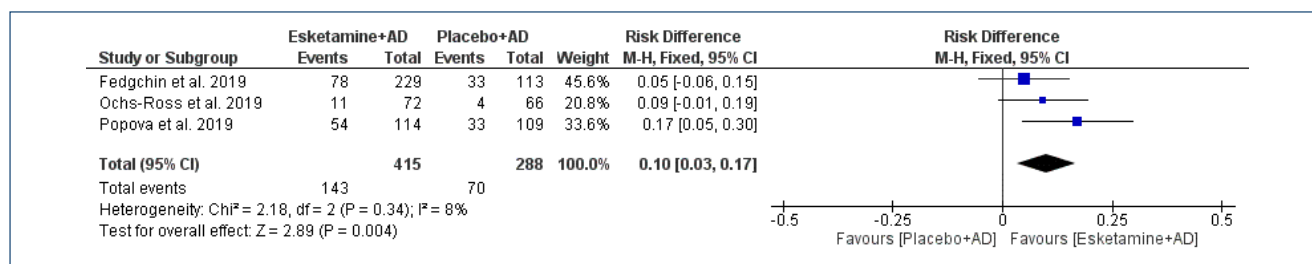 Esketamine+AD Placebo+AD Risk Difference Risk Difference
Study or Subgroup Events Total Events Total Weight M-H, Fixed, 95% CI M-H, Fixed, 95% CI
Fedgchin et al. 2019 78 229 33 113 45.6% 0.05 [-0.06, 0.15]
Ochs-Ross et al. 2019 11 72 4 66 20.8% 0.09 [-0.01, 0.19]
Popova et al. 2019 54 114 33 109 33.6% 0.17 [0.05, 0.30]
Total (95% CI) 415 288 100.0% 0.10 [0.03, 0.17]
Total events 143 70
Heterogeneity: Chi² = 2.18, df = 2 (P = 0.34); I² = 8%
Test for overall effect: Z = 2.89 (P = 0.004)
-0.5 -0.25 0 0.25 0.5
Favours [Placebo+AD] Favours [Esketamine+AD]